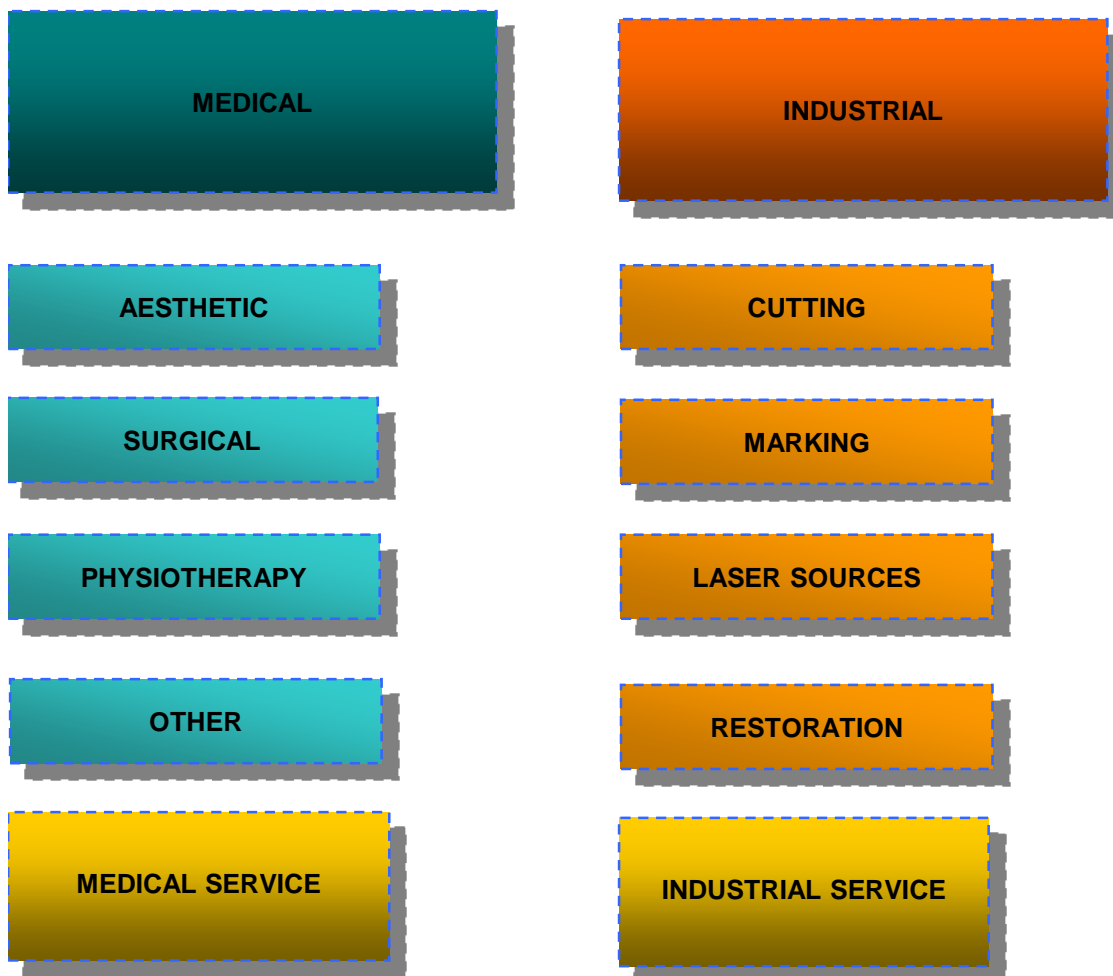 MEDICAL
INDUSTRIAL
AESTHETIC
CUTTING
SURGICAL
MARKING
PHYSIOTHERAPY
LASER SOURCES
OTHER
RESTORATION
MEDICAL SERVICE
INDUSTRIAL SERVICE